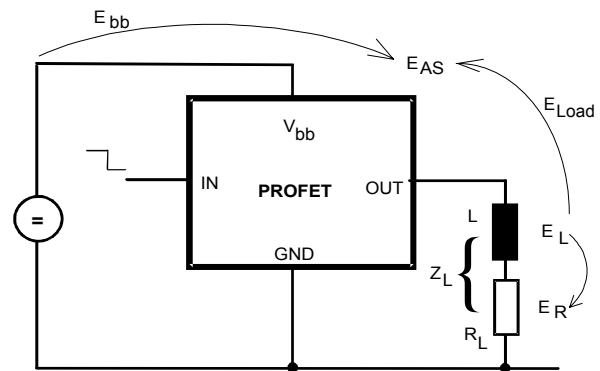 E bb
E AS
E Load
V bb
IN
PROFET
OUT
=
GND
L
Z L
E L
R L
E R